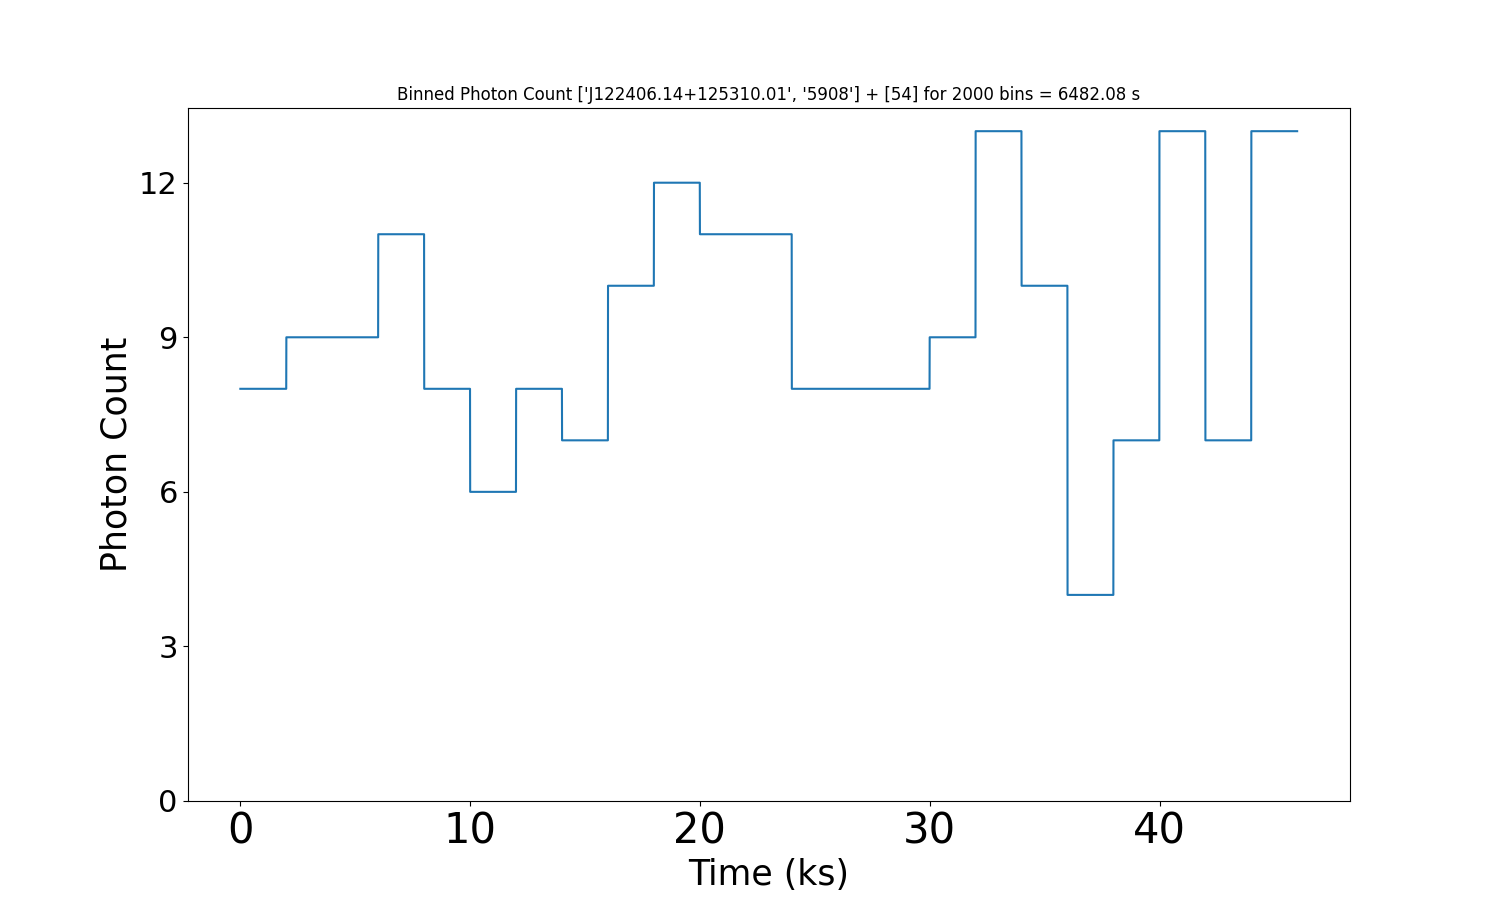 Binned Photon Count ['J122406.14+125310.01', '5908'] + [54] for 2000 bins = 6482.08 s
12
9
6
3
0
Photon Count
0 10 20 30 40
Time (ks)